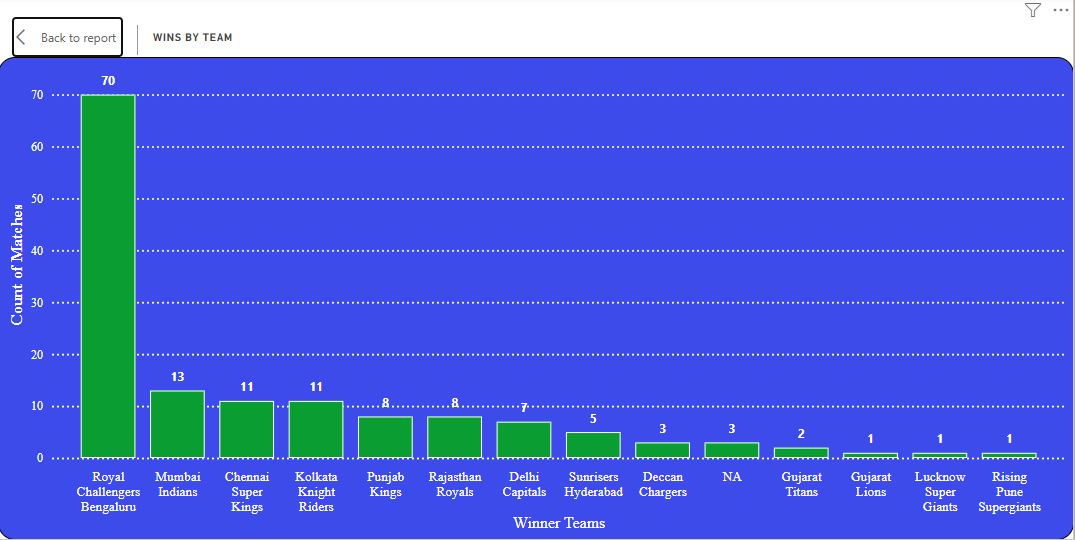 Back to report
WINS BY TEAM
Count of Matches
70
60
50
40
30
20
10
0
70
13
11
11
8
8
7
5
3
3
2
1
1
1
Royal
Challengers
Bengaluru
Mumbai
Indians
Chennai
Super
Kings
Kolkata
Knight
Riders
Punjab
Kings
Rajasthan
Royals
Delhi
Capitals
Sunrisers
Hyderabad
Deccan
Chargers
NA
Gujarat
Titans
Gujarat
Lions
Lucknow
Super
Giants
Rising
Pune
Supergiants
Winner Teams